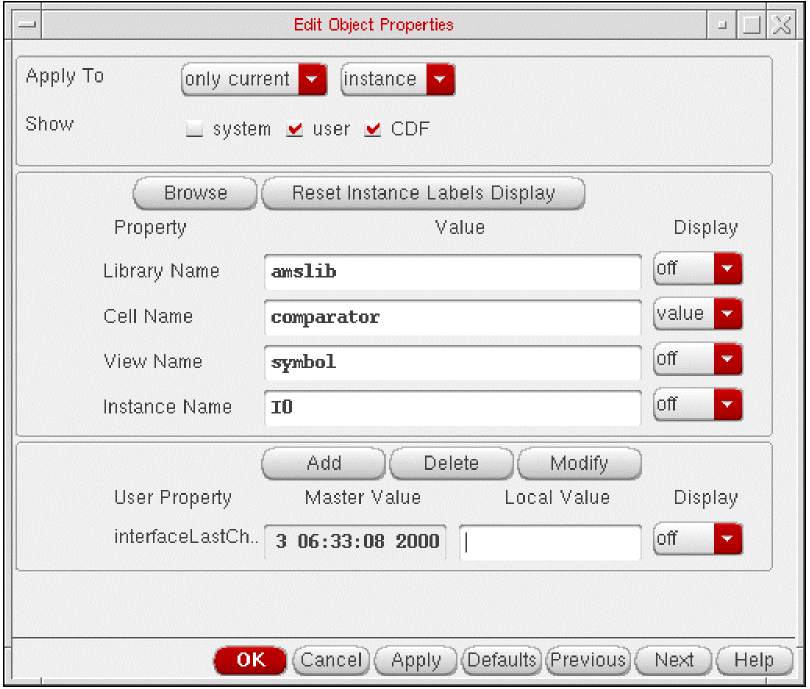 Edit Object Properties
Apply To only current instance
Show system user CDF
Browse Reset Instance Labels Display
Property Value Display
Library Name amslib off
Cell Name comparator value
View Name symbol off
Instance Name I0 off
Add Delete Modify
User Property Master Value Local Value Display
interfaceLastCh.. 3 06:33:08 2000 off
OK Cancel Apply Defaults Previous Next Help